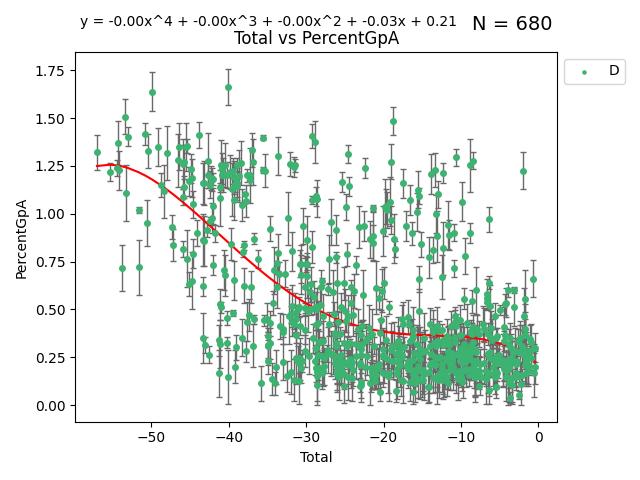 y = -0.00x^4 + -0.00x^3 + -0.00x^2 + -0.03x + 0.21
N = 680
Total vs PercentGpA
D
PercentGpA
1.75
1.50
1.25
1.00
0.75
0.50
0.25
0.00
−50
−40
−30
−20
−10
0
Total